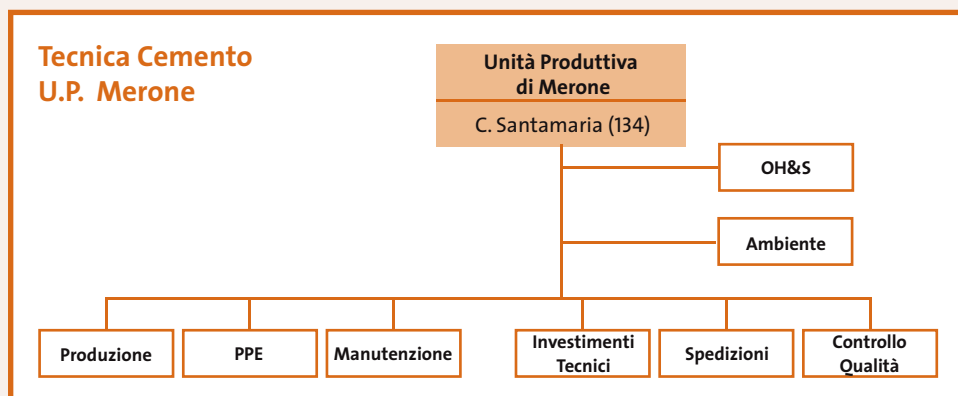 Tecnica Cemento
U.P. Merone
Unità Produttiva
di Merone
C. Santamaria (134)
OH&S
Ambiente
Produzione
PPE
Manutenzione
Investimenti
Tecnici
Spedizioni
Controllo
Qualità